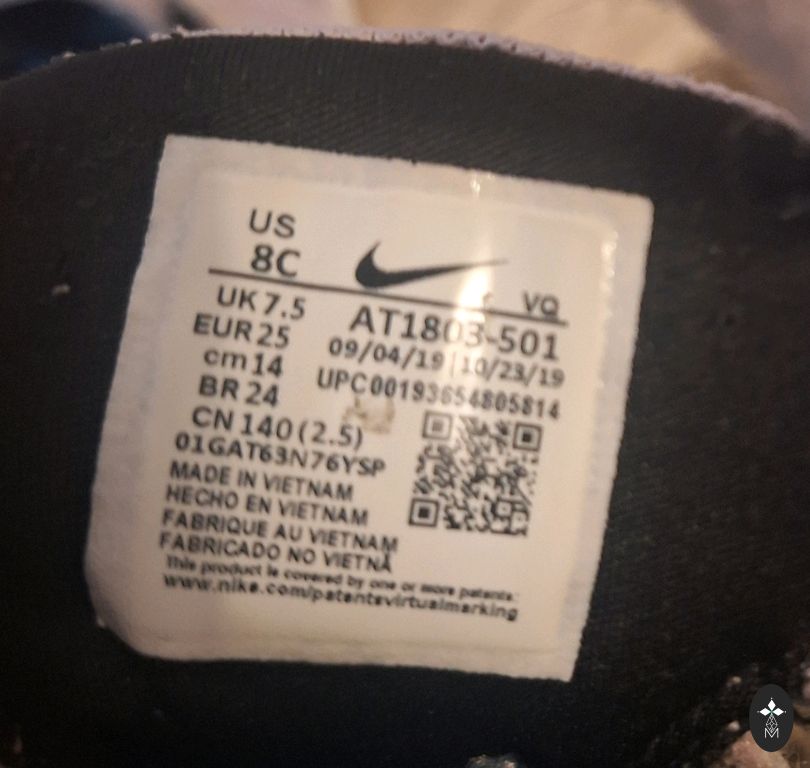 US
8C
VQ
UK 7.5
AT1803-501
EUR 25
09/04/19 10/23/19
cm 14
UPC00193654805814
BR 24
CN 140 (2.5)
01GAT63N76YSP
MADE IN VIETNAM
HECHO EN VIETNAM
FABRIQUE AU VIETNAM
FABRICADO NO VIETNÃ
This product is covered by one or more patents:
www.nike.com/patentsvirtualmarking
M